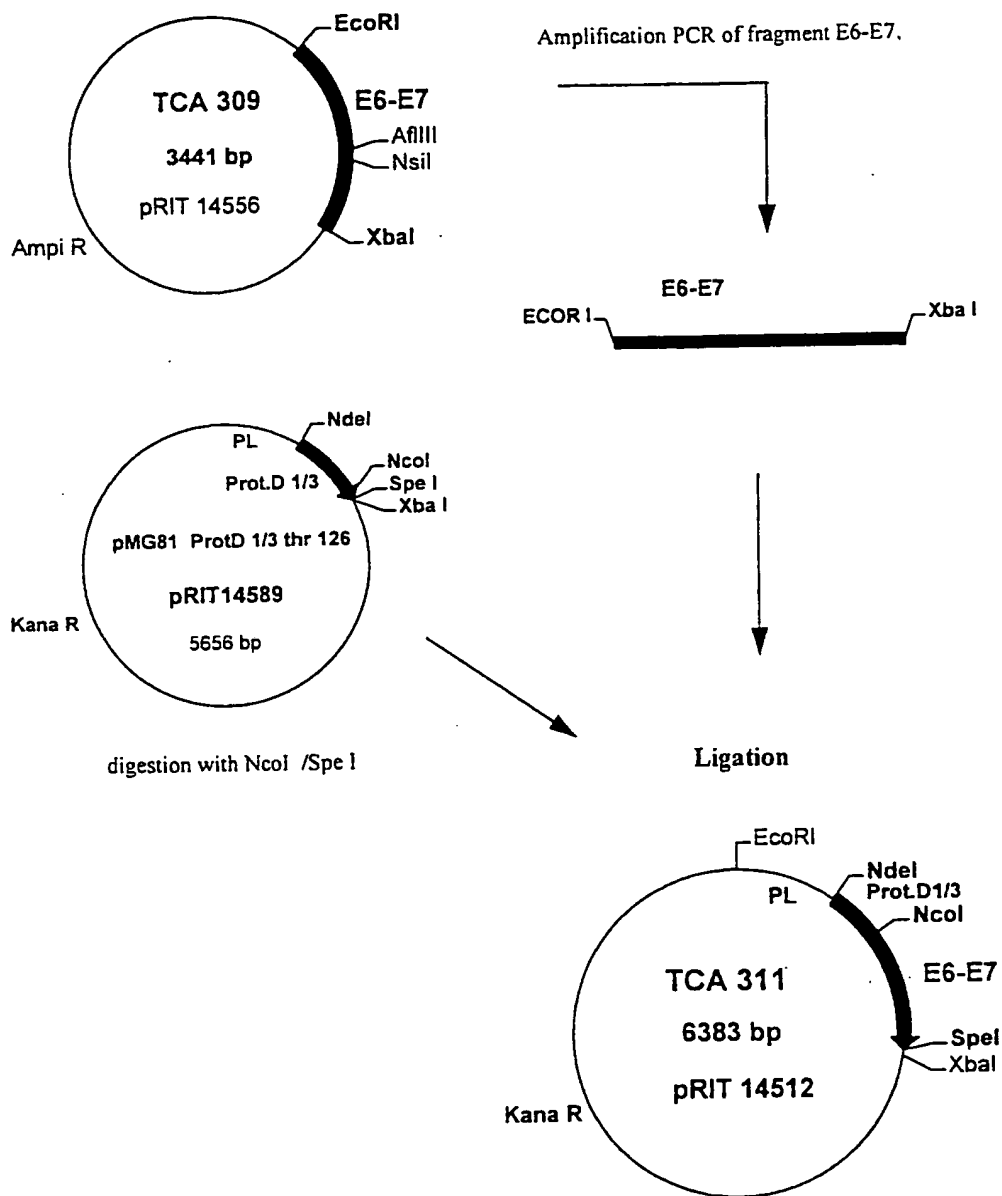 EcoRI
Amplification PCR of fragment E6-E7.
TCA 309
E6-E7
AflIII
3441 bp
NsiI
pRIT 14556
XbaI
Ampi R
E6-E7
ECOR I
Xba I
NdeI
PL
NcoI
Prot.D 1/3
Spe I
Xba I
pMG81 ProtD 1/3 thr 126
pRIT14589
Kana R
5656 bp
digestion with NcoI /Spe I
Ligation
EcoRI
NdeI
PL
Prot.D1/3
NcoI
E6-E7
TCA 311
6383 bp
SpeI
XbaI
pRIT 14512
Kana R